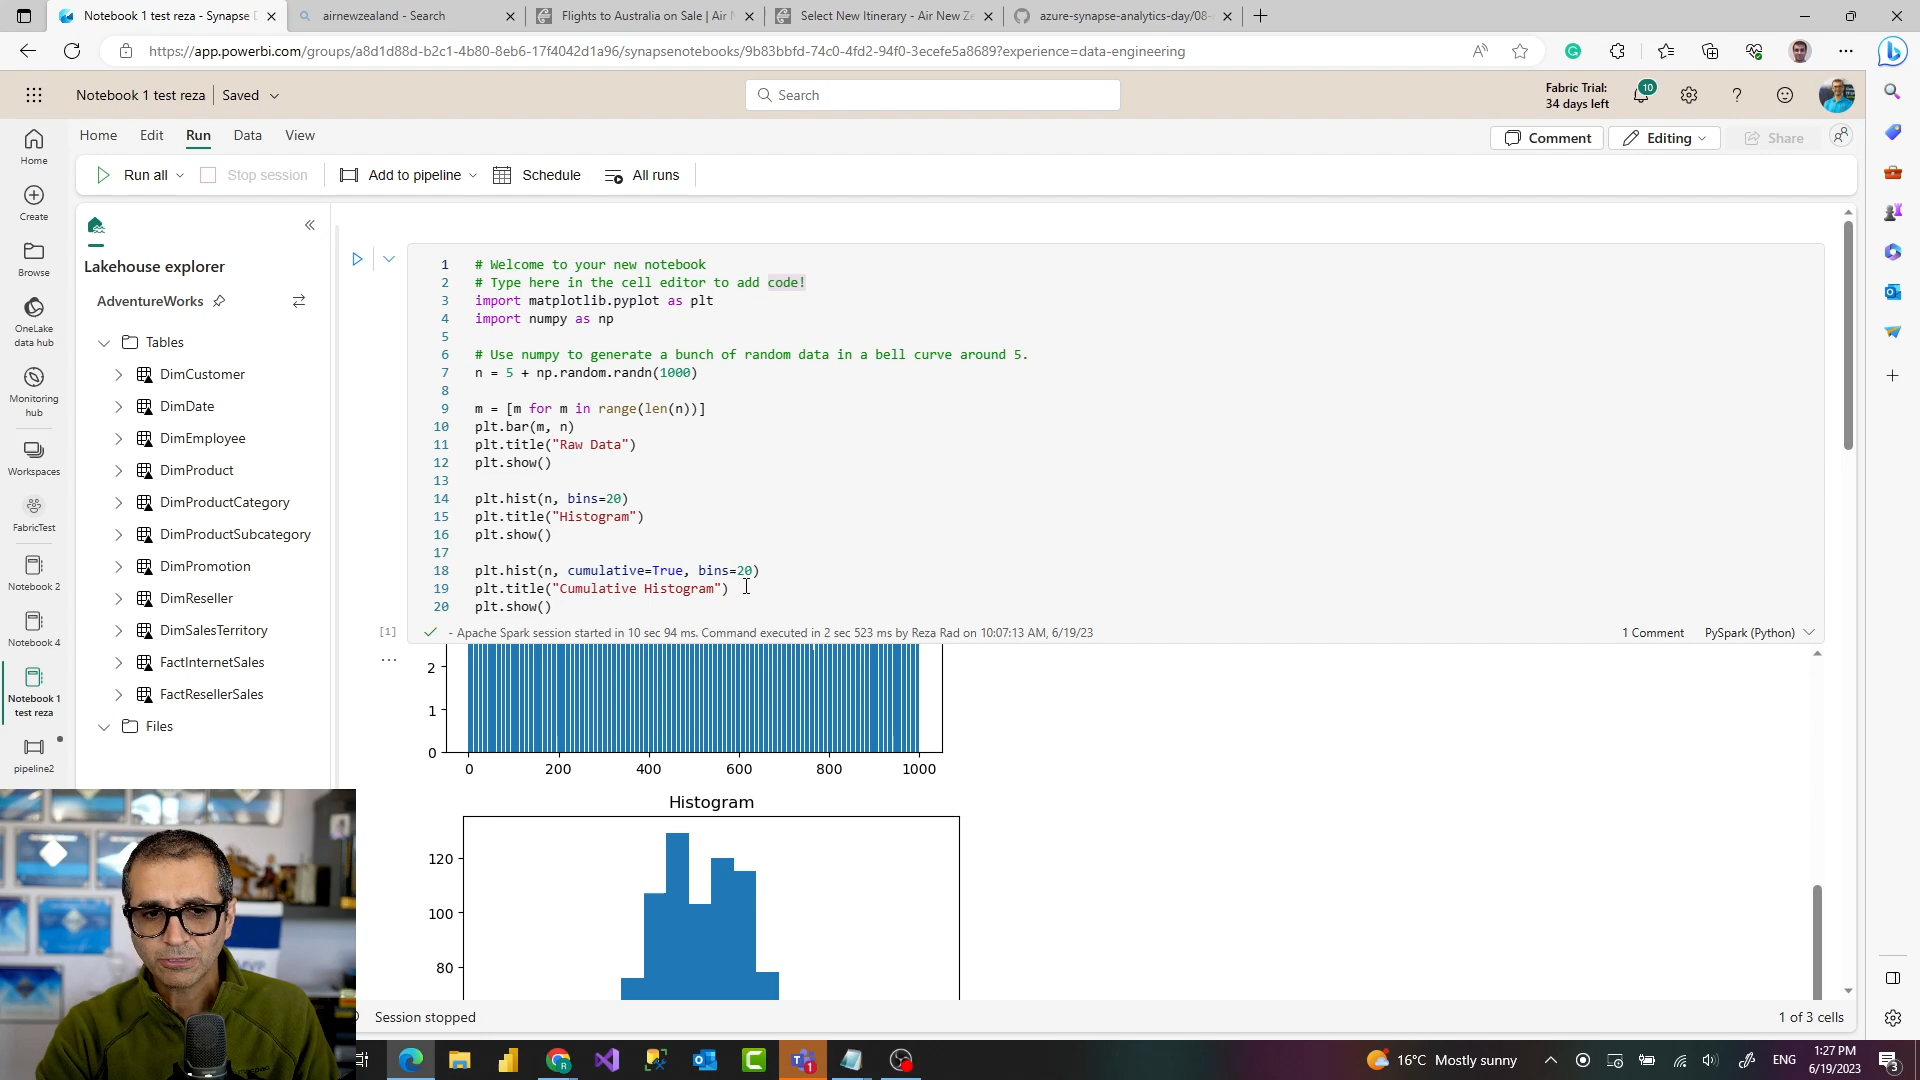 Notebook 1 test reza - Synapse D
airnewzealand - Search
Flights to Australia on Sale | Air N
Select New Itinerary - Air New Ze
azure-synapse-analytics-day/08-
https://app.powerbi.com/groups/a8d1d88d-b2c1-4b80-8eb6-17f4042d1a96/synapsenotebooks/9b83bbfd-74c0-4fd2-94f0-3ecefe5a8689?experience=data-engineering
Notebook 1 test reza
Saved
Search
Fabric Trial:
34 days left
10
Home
Edit
Run
Data
View
Comment
Editing
Share
Run all
Stop session
Add to pipeline
Schedule
All runs
Home
Create
Browse
OneLake
data hub
Monitoring
hub
Workspaces
FabricTest
Notebook 2
Notebook 4
Notebook 1
test reza
pipeline2
Lakehouse explorer
AdventureWorks
Tables
DimCustomer
DimDate
DimEmployee
DimProduct
DimProductCategory
DimProductSubcategory
DimPromotion
DimReseller
DimSalesTerritory
FactInternetSales
FactResellerSales
Files
1 # Welcome to your new notebook
2 # Type here in the cell editor to add code!
3 import matplotlib.pyplot as plt
4 import numpy as np
5
6 # Use numpy to generate a bunch of random data in a bell curve around 5.
7 n = 5 + np.random.randn(1000)
8
9 m = [m for m in range(len(n))]
10 plt.bar(m, n)
11 plt.title("Raw Data")
12 plt.show()
13
14 plt.hist(n, bins=20)
15 plt.title("Histogram")
16 plt.show()
17
18 plt.hist(n, cumulative=True, bins=20)
19 plt.title("Cumulative Histogram")
20 plt.show()
[1] - Apache Spark session started in 10 sec 94 ms. Command executed in 2 sec 523 ms by Reza Rad on 10:07:13 AM, 6/19/23
1 Comment
PySpark (Python)
2
1
0
0 200 400 600 800 1000
Histogram
120
100
80
Session stopped
1 of 3 cells
16°C Mostly sunny
ENG
1:27 PM
6/19/2023
3
1